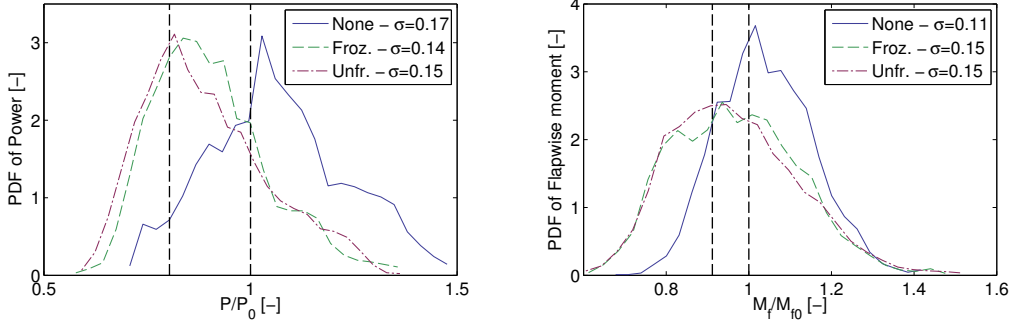 PDF of Power [−]
3
2
1
0
0.5
1
1.5
P/P0 [−]
None − σ=0.17
Froz. − σ=0.14
Unfr. − σ=0.15
PDF of Flapwise moment [−]
4
3
2
1
0
0.8
1
1.2
1.4
1.6
Mf/Mf0 [−]
None − σ=0.11
Froz. − σ=0.15
Unfr. − σ=0.15